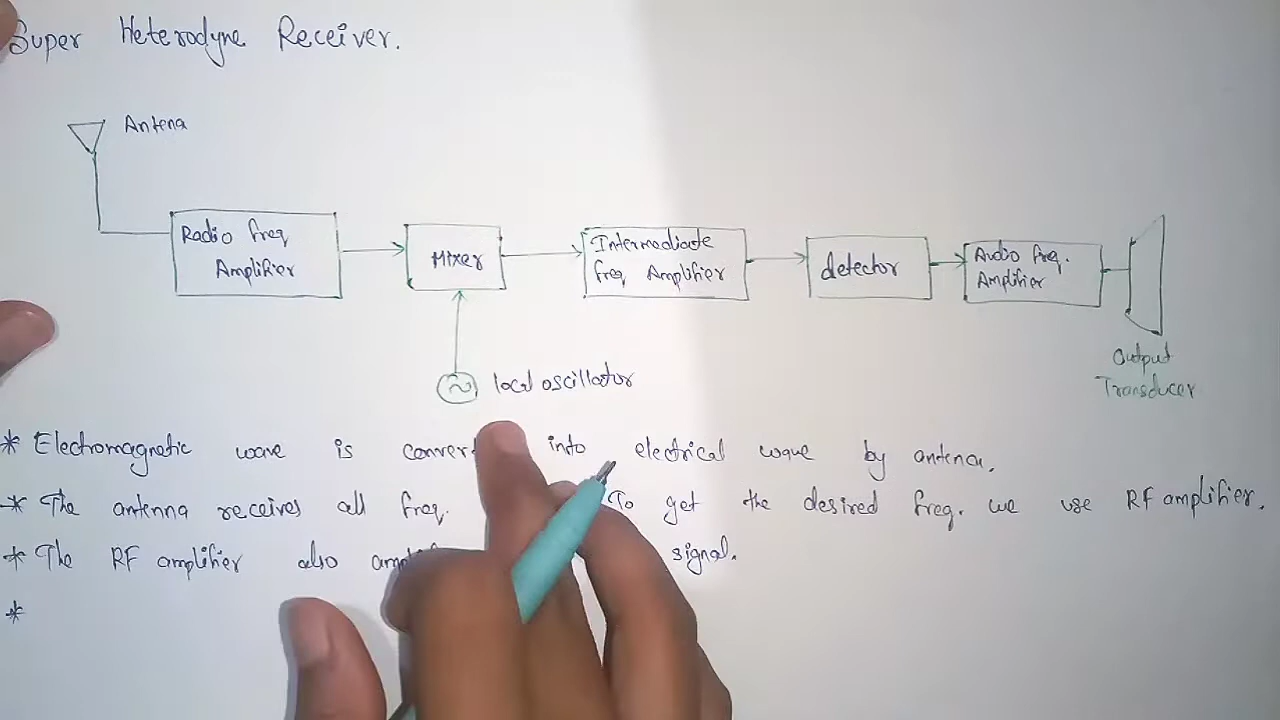 Super Heterodyne Receiver.
Antena
Radio freq
Amplifier
Mixer
Intermediate
freq Amplifier
detector
Audio freq.
Amplifier
Output
Transducer
local oscillator
* Electromagnetic wave is into electrical wave by antena.
* The antenna receives all freq. To get the desired freq. we use RF amplifier.
* The RF amplifier also signal.
*